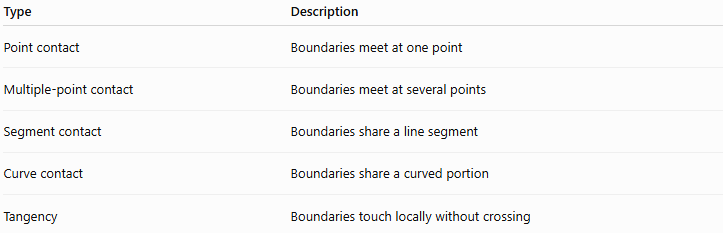 Type Description
Point contact Boundaries meet at one point
Multiple-point contact Boundaries meet at several points
Segment contact Boundaries share a line segment
Curve contact Boundaries share a curved portion
Tangency Boundaries touch locally without crossing